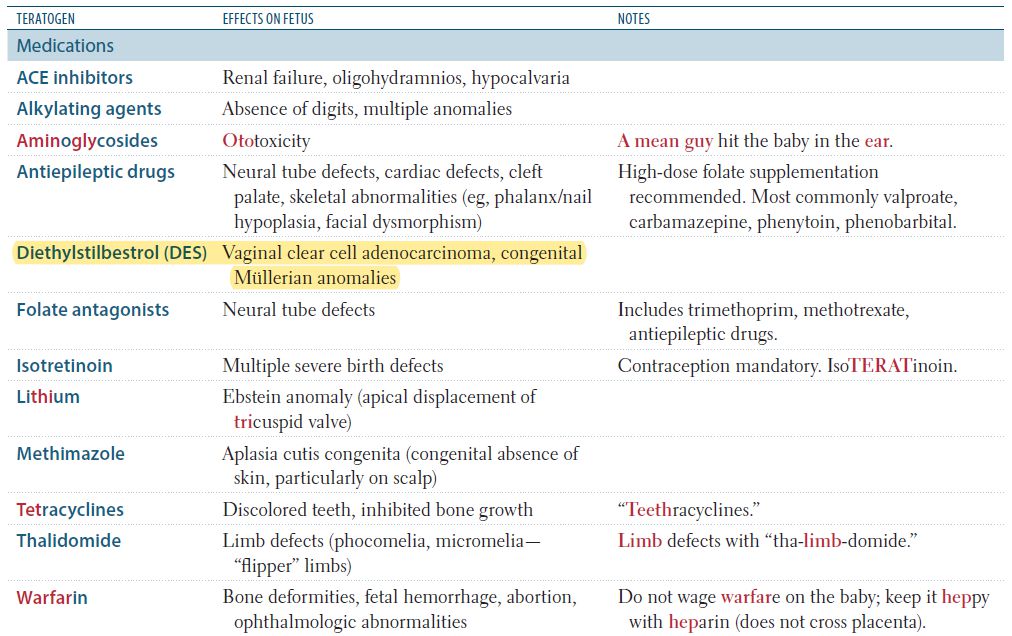 TERATOGEN EFFECTS ON FETUS NOTES
Medications
ACE inhibitors Renal failure, oligohydramnios, hypocalvaria
Alkylating agents Absence of digits, multiple anomalies
Aminoglycosides Ototoxicity A mean guy hit the baby in the ear.
Antiepileptic drugs Neural tube defects, cardiac defects, cleft High-dose folate supplementation
palate, skeletal abnormalities (eg, phalanx/nail recommended. Most commonly valproate,
hypoplasia, facial dysmorphism) carbamazepine, phenytoin, phenobarbital.
Diethylstilbestrol (DES) Vaginal clear cell adenocarcinoma, congenital
Müllerian anomalies
Folate antagonists Neural tube defects Includes trimethoprim, methotrexate,
antiepileptic drugs.
Isotretinoin Multiple severe birth defects Contraception mandatory. IsoTERATinoin.
Lithium Ebstein anomaly (apical displacement of
tricuspid valve)
Methimazole Aplasia cutis congenita (congenital absence of
skin, particularly on scalp)
Tetracyclines Discolored teeth, inhibited bone growth “Teethracyclines.”
Thalidomide Limb defects (phocomelia, micromelia— Limb defects with “tha-limb-domide.”
“flipper” limbs)
Warfarin Bone deformities, fetal hemorrhage, abortion, Do not wage warfare on the baby; keep it heppy
ophthalmologic abnormalities with heparin (does not cross placenta).